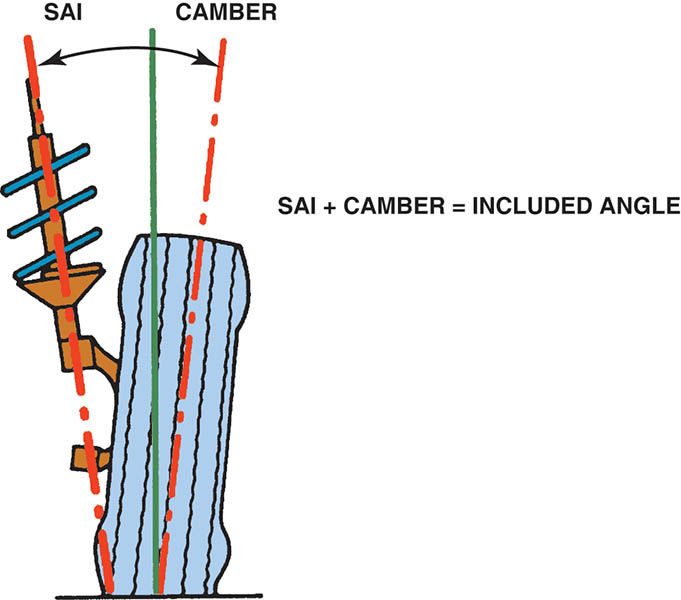 SAI
CAMBER
SAI + CAMBER = INCLUDED ANGLE